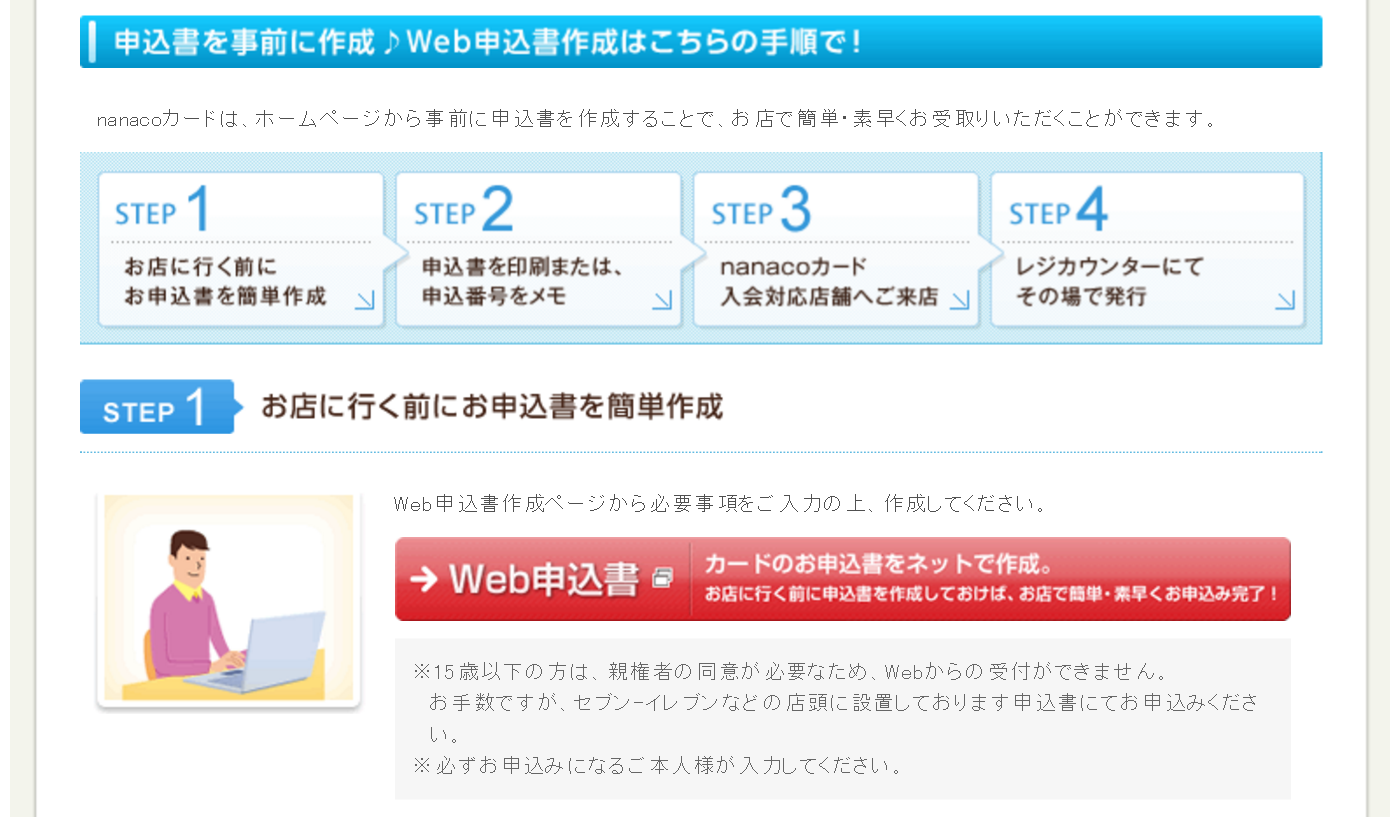 申込書を事前に作成♪Web申込書作成はこちらの手順で!
nanacoカードは、ホームページから事前に申込書を作成することで、お店で簡単・素早くお受取りいただくことができます。
STEP 1
お店に行く前に
お申込書を簡単作成
STEP 2
申込書を印刷または、
申込番号をメモ
STEP 3
nanacoカード
入会対応店舗へご来店
STEP 4
レジカウンターにて
その場で発行
STEP 1 お店に行く前にお申込書を簡単作成
Web申込書作成ページから必要事項をご入力の上、作成してください。
Web申込書
カードのお申込書をネットで作成。
お店に行く前に申込書を作成しておけば、お店で簡単・素早くお申込み完了!
※15歳以下の方は、親権者の同意が必要なため、Webからの受付ができません。
お手数ですが、セブン-イレブンなどの店頭に設置しております申込書にてお申込みくださ
い。
※必ずお申込みになるご本人様が入力してください。